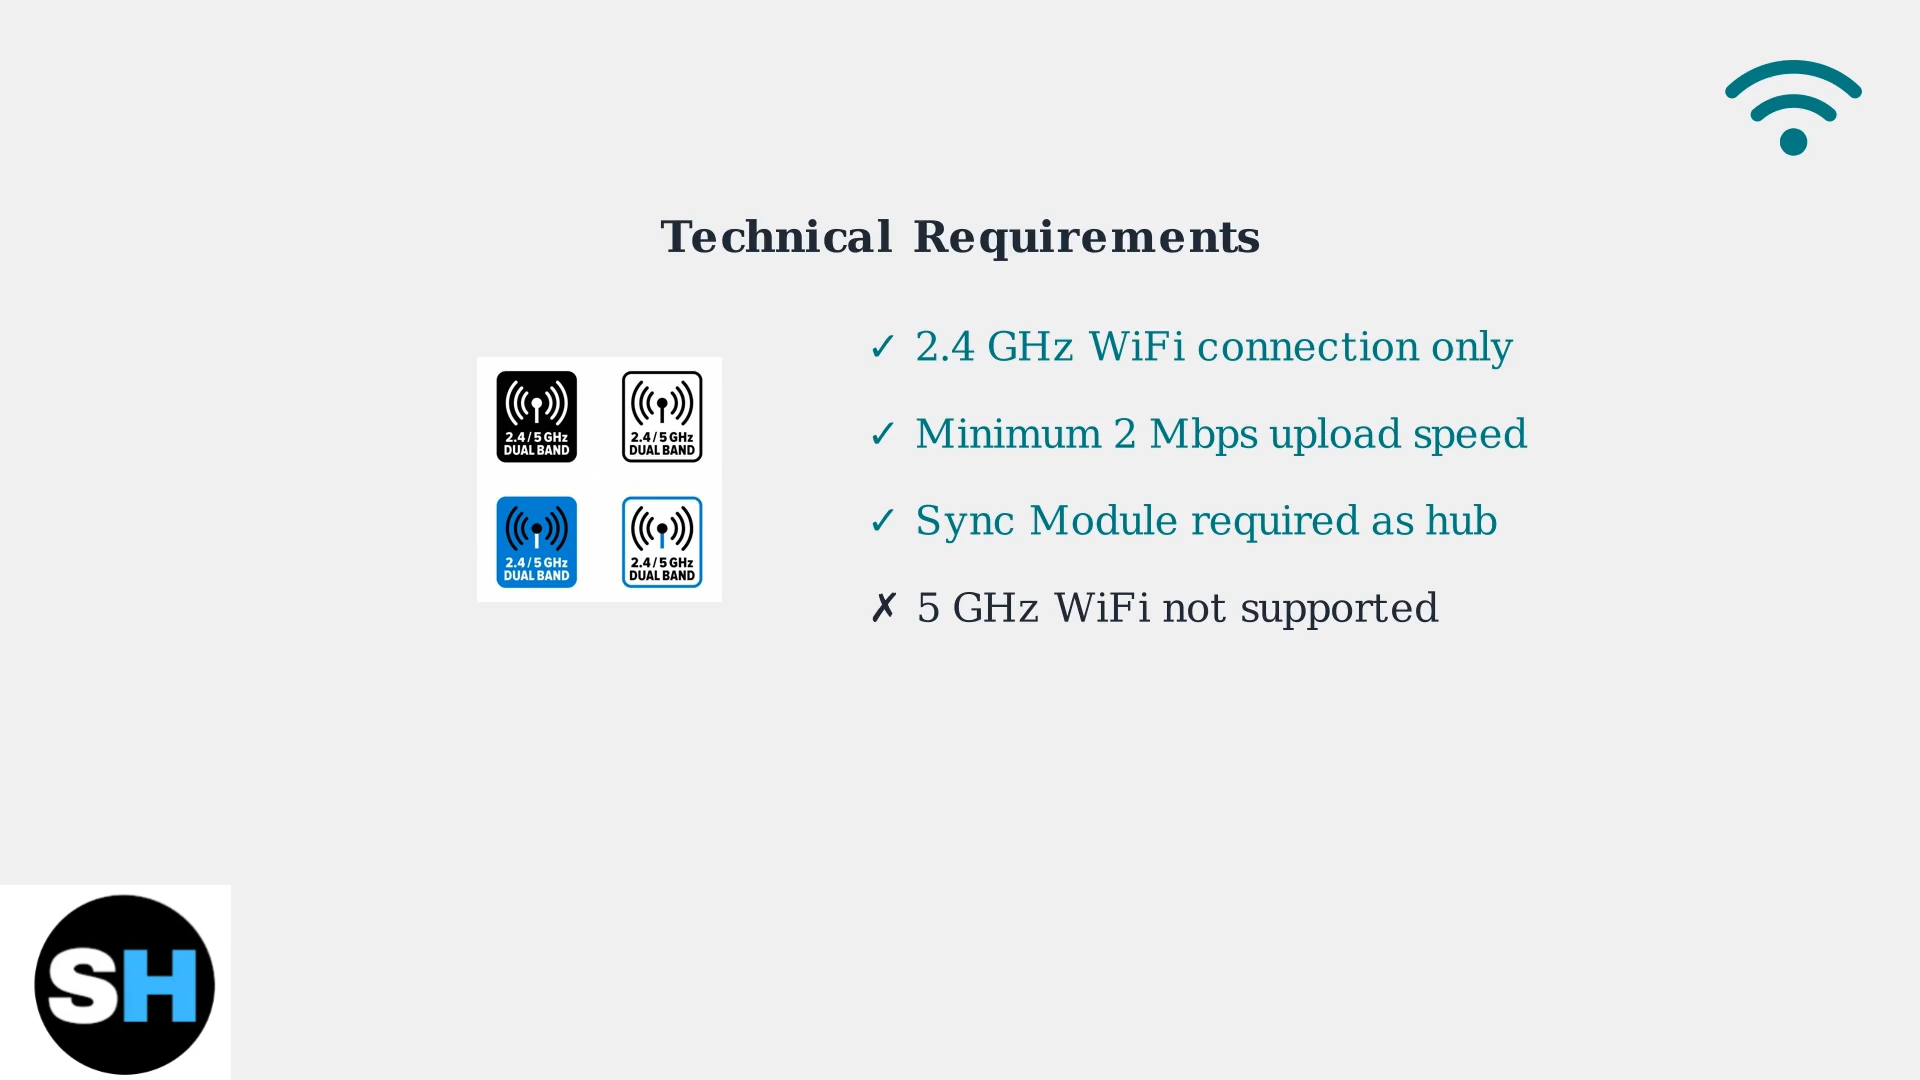 Technical Requirements
2.4 / 5 GHz
DUAL BAND
2.4 / 5 GHz
DUAL BAND
2.4 / 5 GHz
DUAL BAND
2.4 / 5 GHz
DUAL BAND
✓ 2.4 GHz WiFi connection only
✓ Minimum 2 Mbps upload speed
✓ Sync Module required as hub
✗ 5 GHz WiFi not supported
SH